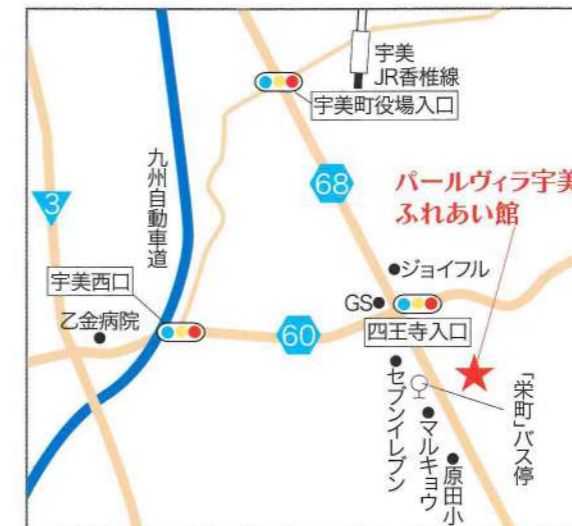 宇美
JR香椎線
宇美町役場入口
九州自動車道
3
68
パールヴィラ宇美
ふれあい館
ジョイフル
宇美西口
GS
乙金病院
60
四王寺入口
セブンイレブン
マルキョウ
原田小
「栄町」バス停